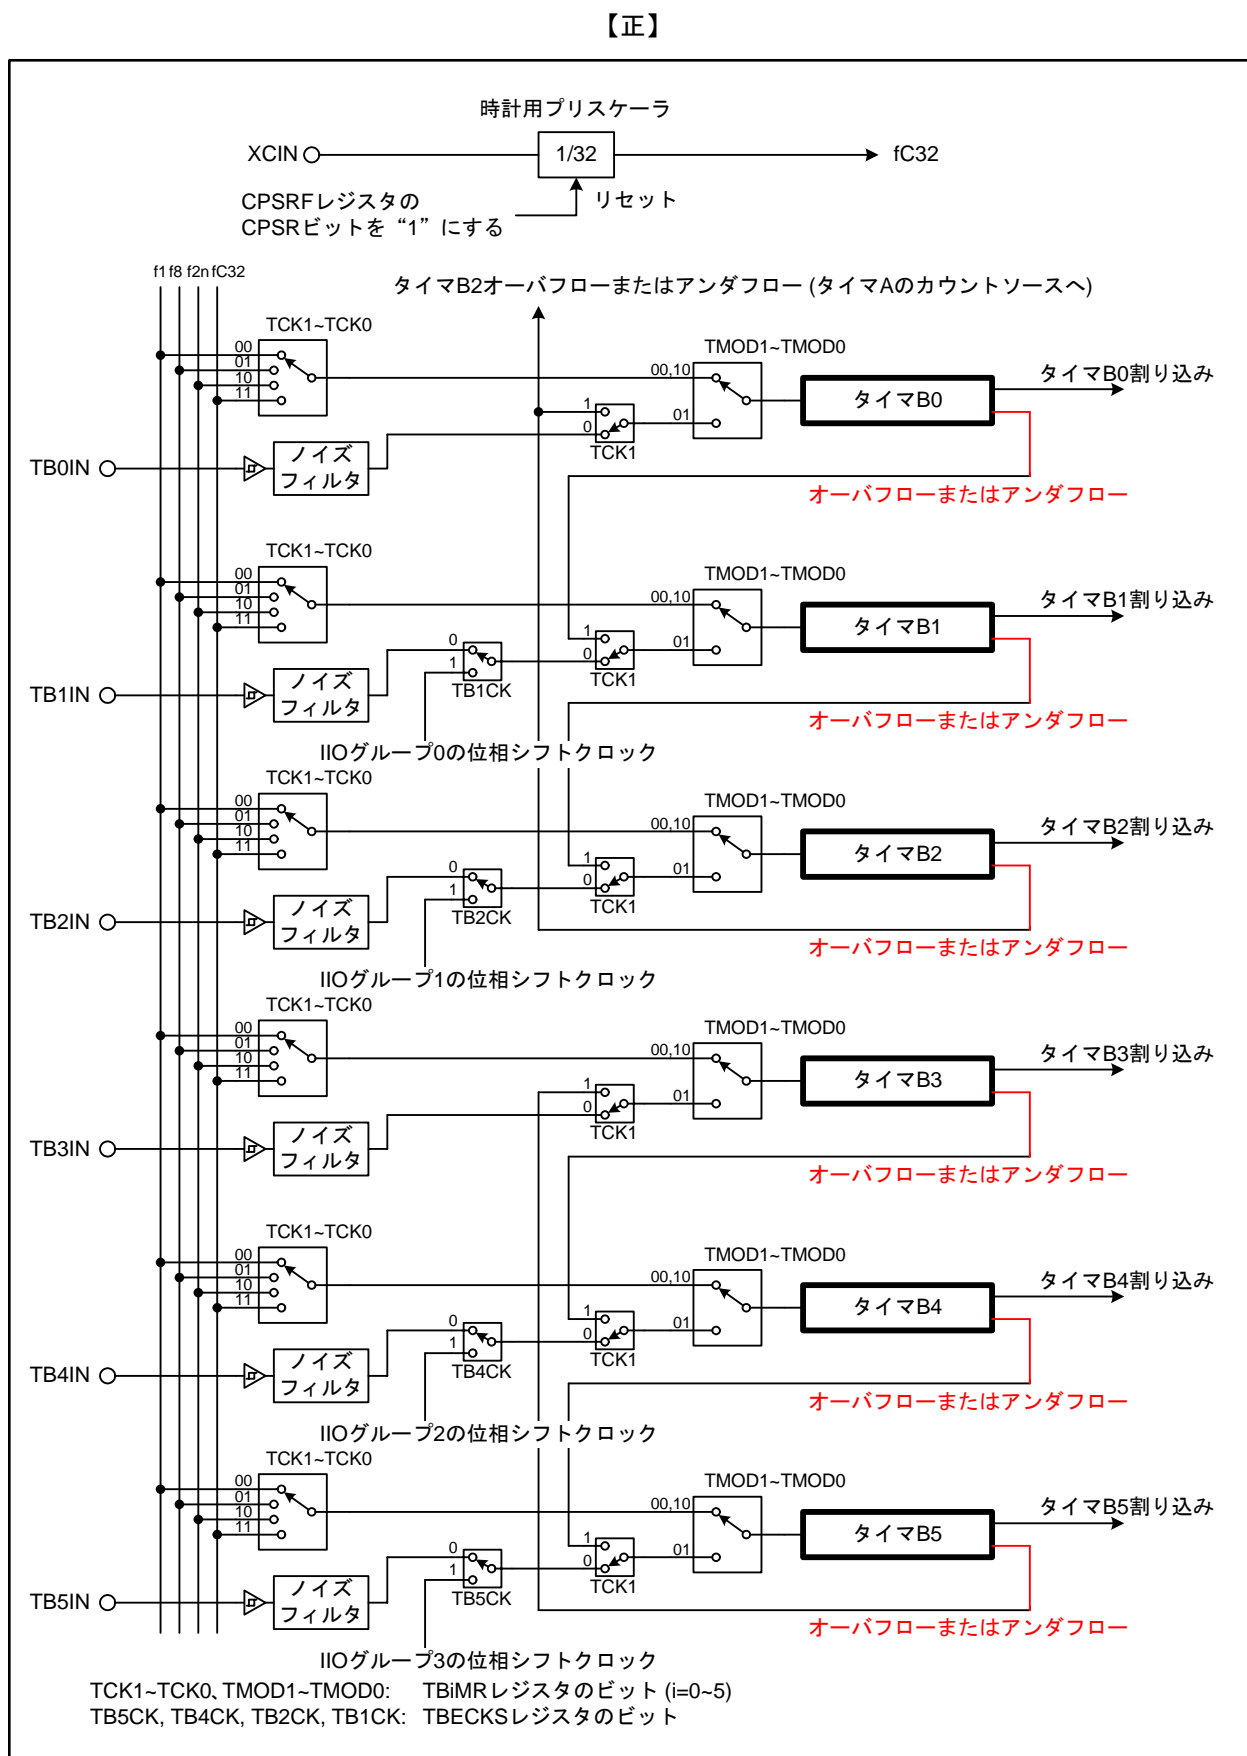 【正】
時計用プリスケーラ
XCIN
1/32
fC32
CPSRFレジスタの
CPSRビットを“1”にする
リセット
f1 f8 f2n fC32
タイマB2オーバフローまたはアンダフロー (タイマAのカウントソースへ)
TCK1~TCK0
00
01
10
11
TMOD1~TMOD0
00,10
01
タイマB0
タイマB0割り込み
1
0
TCK1
TB0IN
ノイズ
フィルタ
オーバフローまたはアンダフロー
TCK1~TCK0
00
01
10
11
TMOD1~TMOD0
00,10
01
タイマB1
タイマB1割り込み
1
0
TCK1
0
1
TB1CK
TB1IN
ノイズ
フィルタ
オーバフローまたはアンダフロー
IIOグループ0の位相シフトクロック
TCK1~TCK0
00
01
10
11
TMOD1~TMOD0
00,10
01
タイマB2
タイマB2割り込み
1
0
TCK1
0
1
TB2CK
TB2IN
ノイズ
フィルタ
オーバフローまたはアンダフロー
IIOグループ1の位相シフトクロック
TCK1~TCK0
00
01
10
11
TMOD1~TMOD0
00,10
01
タイマB3
タイマB3割り込み
1
0
TCK1
TB3IN
ノイズ
フィルタ
オーバフローまたはアンダフロー
TCK1~TCK0
00
01
10
11
TMOD1~TMOD0
00,10
01
タイマB4
タイマB4割り込み
1
0
TCK1
0
1
TB4CK
TB4IN
ノイズ
フィルタ
オーバフローまたはアンダフロー
IIOグループ2の位相シフトクロック
TCK1~TCK0
00
01
10
11
TMOD1~TMOD0
00,10
01
タイマB5
タイマB5割り込み
1
0
TCK1
0
1
TB5CK
TB5IN
ノイズ
フィルタ
オーバフローまたはアンダフロー
IIOグループ3の位相シフトクロック
TCK1~TCK0、TMOD1~TMOD0: TBiMRレジスタのビット (i=0~5)
TB5CK, TB4CK, TB2CK, TB1CK: TBECKSレジスタのビット